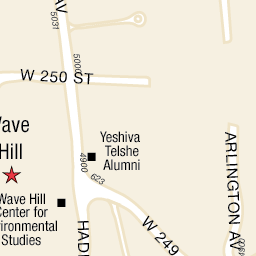 AV
5031
5000
W 250 ST
Wave
Hill
4900
623
Yeshiva
Telshe
Alumni
ARLINGTON AV
Wave Hill
Center for
ironmental
Studies
HAD
W 249